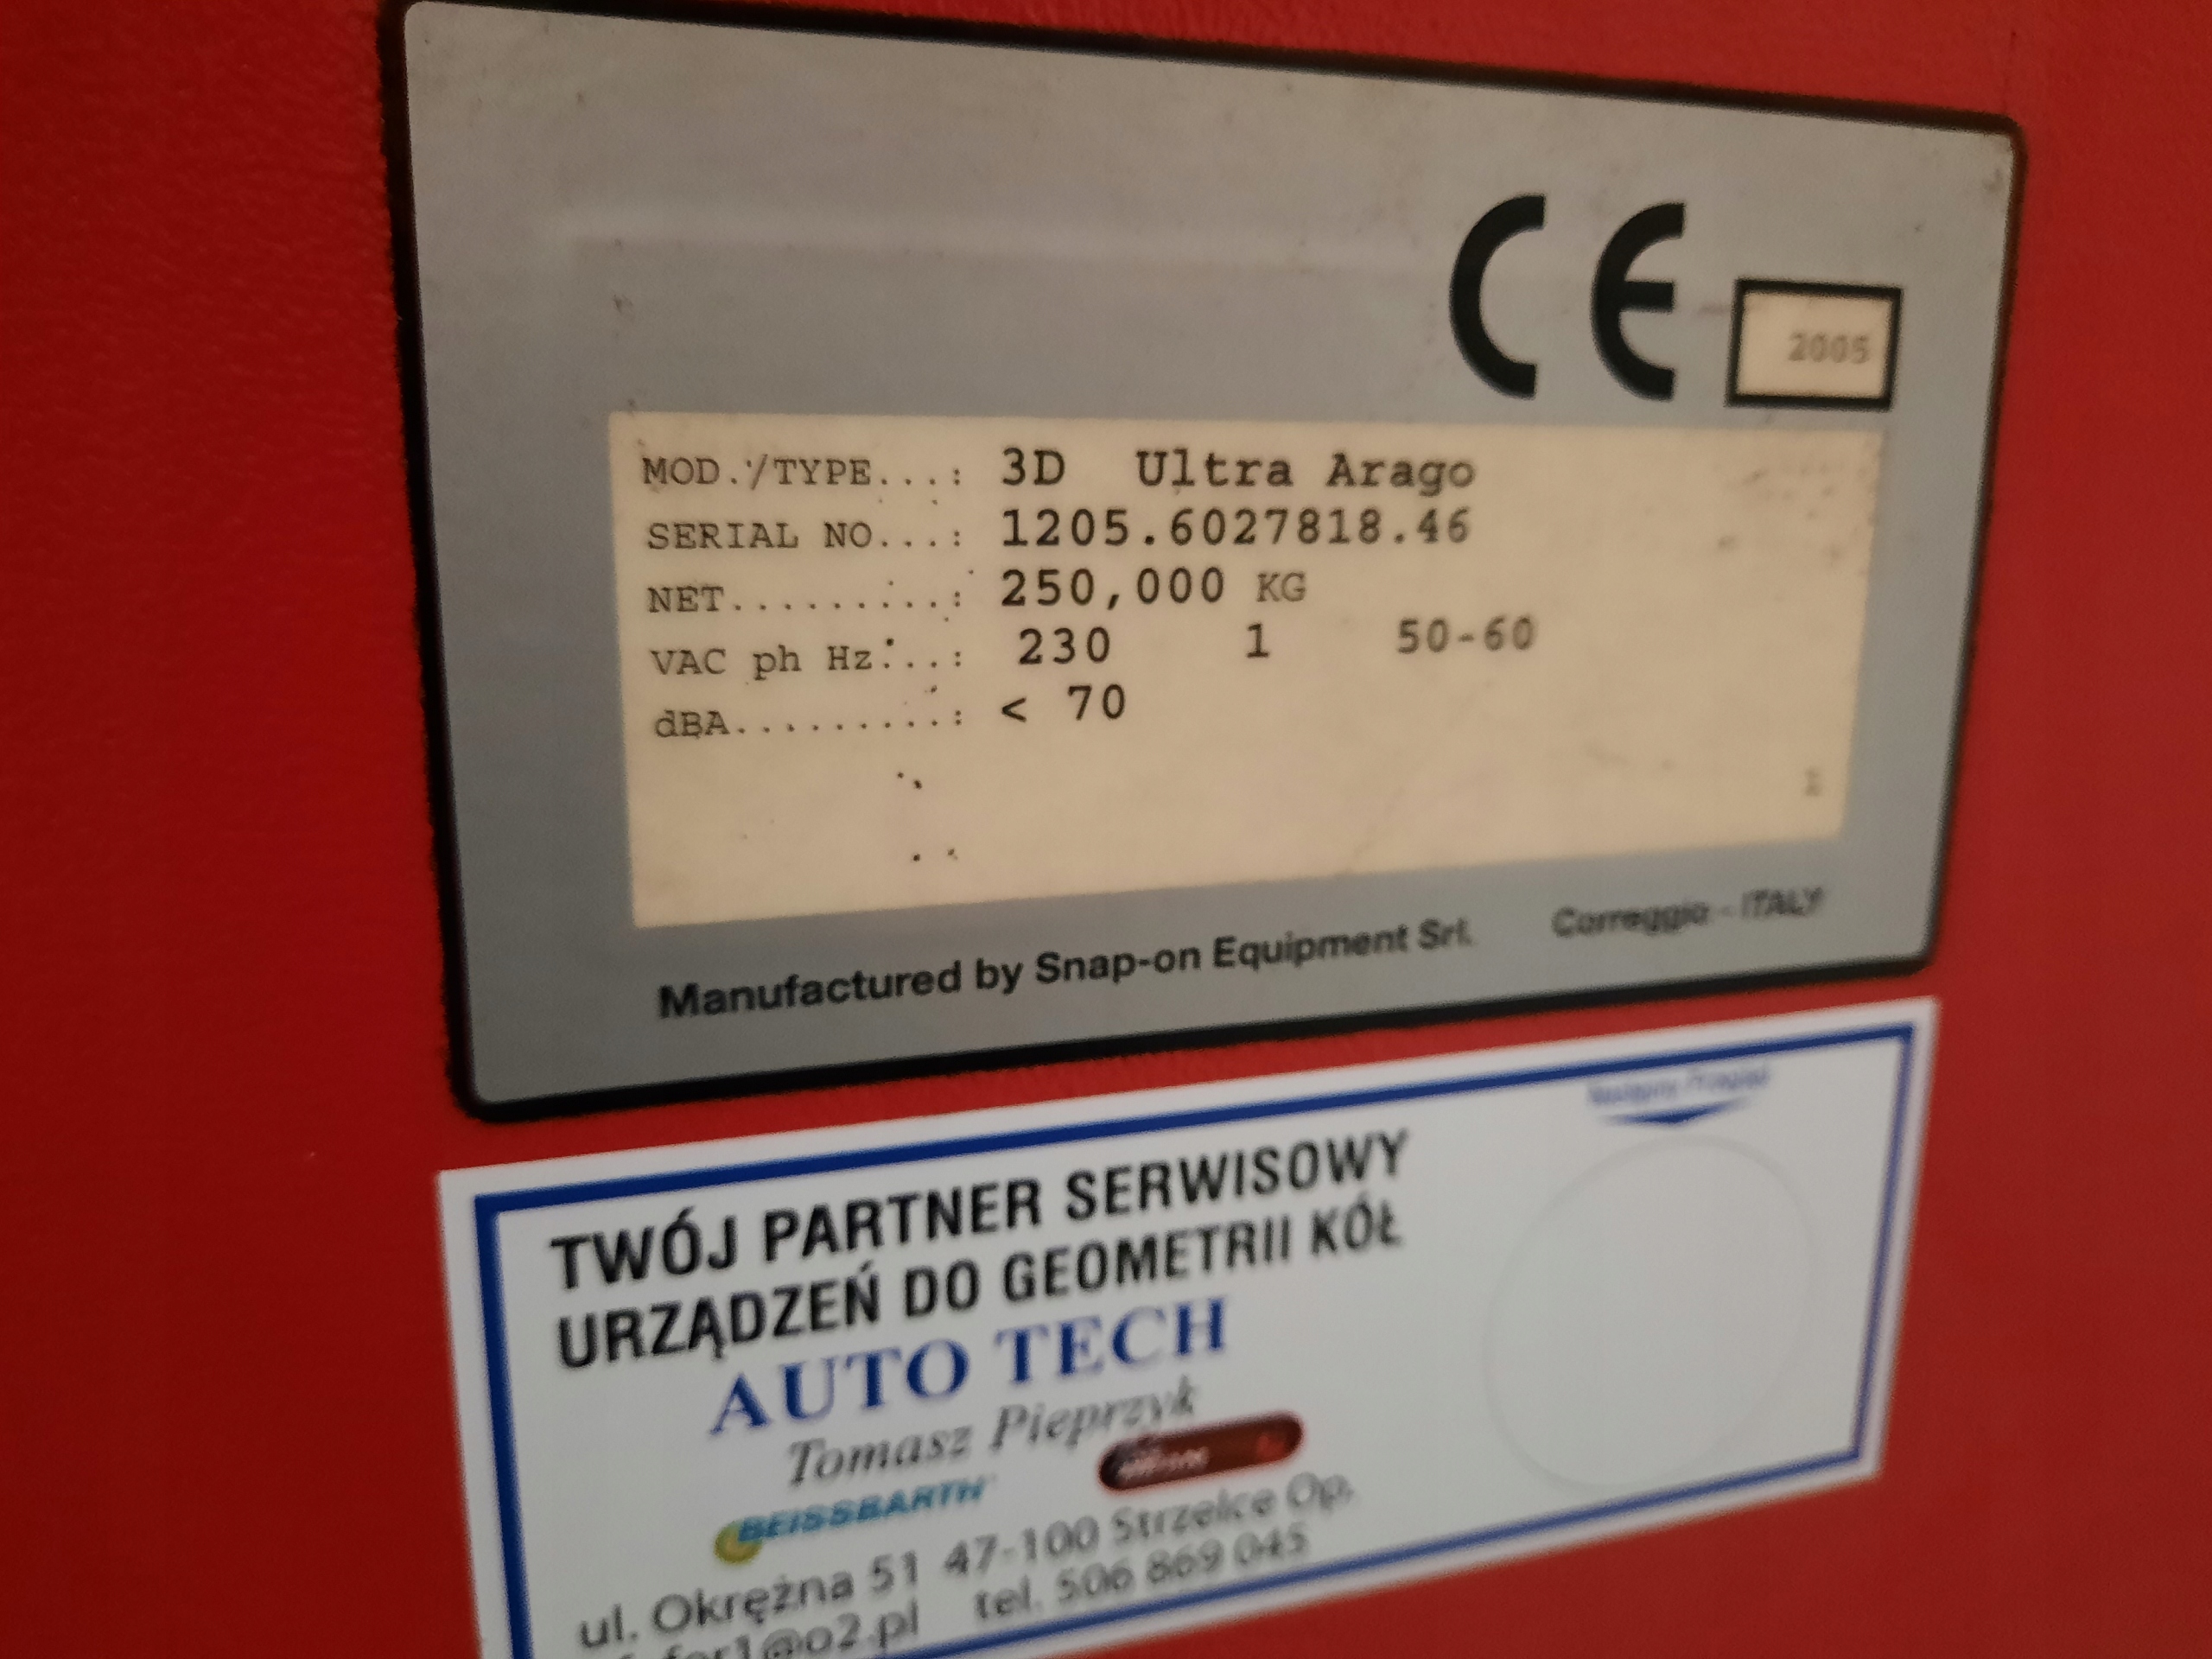 CE 2005
MOD./TYPE...: 3D Ultra Arago
SERIAL NO...: 1205.6027818.46
NET.........: 250,000 KG
VAC ph Hz...: 230 1 50-60
dBA.........: < 70
Manufactured by Snap-on Equipment Srl. Correggio - ITALY
TWÓJ PARTNER SERWISOWY
URZĄDZEŃ DO GEOMETRII KÓŁ
AUTO TECH
Tomasz Pieprzyk
BEISSBARTH
ul. Okrężna 51 47-100 Strzelce Op.
tel. 506 869 045